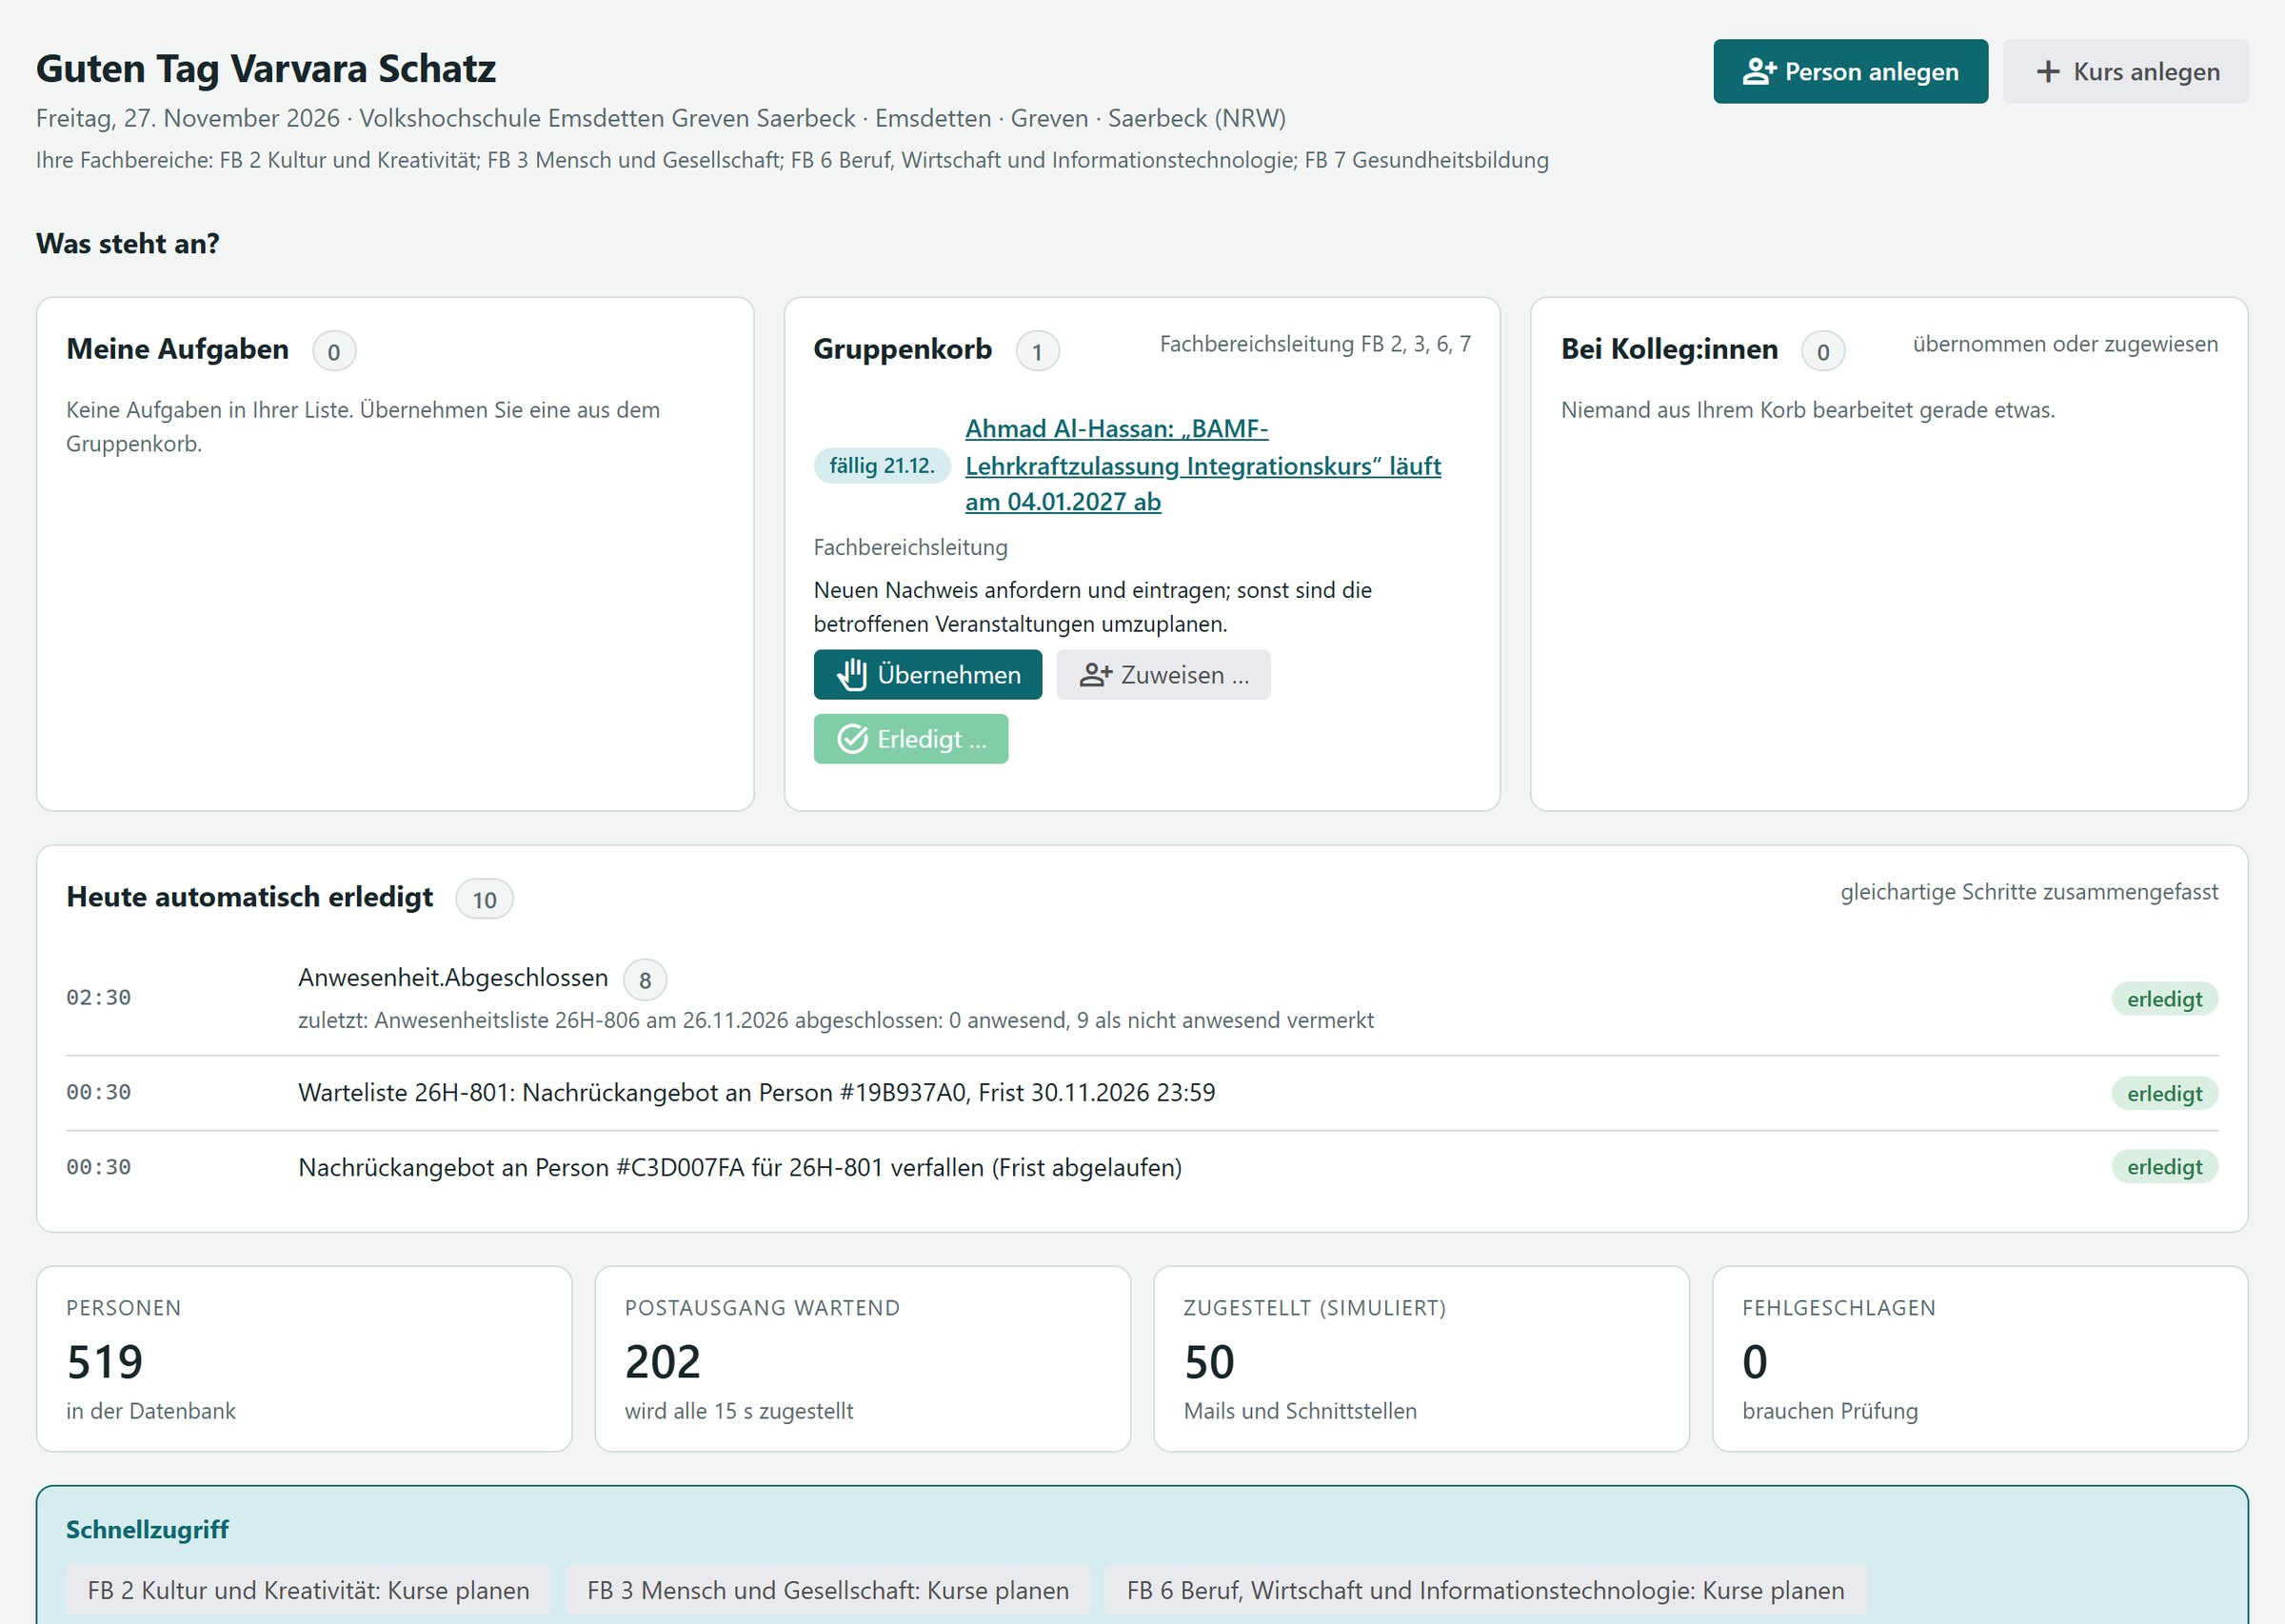 Guten Tag Varvara Schatz
Person anlegen
Kurs anlegen
Freitag, 27. November 2026 · Volkshochschule Emsdetten Greven Saerbeck · Emsdetten · Greven · Saerbeck (NRW)
Ihre Fachbereiche: FB 2 Kultur und Kreativität; FB 3 Mensch und Gesellschaft; FB 6 Beruf, Wirtschaft und Informationstechnologie; FB 7 Gesundheitsbildung
Was steht an?
Meine Aufgaben 0
Keine Aufgaben in Ihrer Liste. Übernehmen Sie eine aus dem
Gruppenkorb.
Gruppenkorb 1 Fachbereichsleitung FB 2, 3, 6, 7
fällig 21.12.
Ahmad Al-Hassan: „BAMF-
Lehrkraftzulassung Integrationskurs“ läuft
am 04.01.2027 ab
Fachbereichsleitung
Neuen Nachweis anfordern und eintragen; sonst sind die
betroffenen Veranstaltungen umzuplanen.
Übernehmen
Zuweisen ...
Erledigt ...
Bei Kolleg:innen 0 übernommen oder zugewiesen
Niemand aus Ihrem Korb bearbeitet gerade etwas.
Heute automatisch erledigt 10 gleichartige Schritte zusammengefasst
02:30 Anwesenheit.Abgeschlossen 8 erledigt
zuletzt: Anwesenheitsliste 26H-806 am 26.11.2026 abgeschlossen: 0 anwesend, 9 als nicht anwesend vermerkt
00:30 Warteliste 26H-801: Nachrückangebot an Person #19B937A0, Frist 30.11.2026 23:59 erledigt
00:30 Nachrückangebot an Person #C3D007FA für 26H-801 verfallen (Frist abgelaufen) erledigt
PERSONEN
519
in der Datenbank
POSTAUSGANG WARTEND
202
wird alle 15 s zugestellt
ZUGESTELLT (SIMULIERT)
50
Mails und Schnittstellen
FEHLGESCHLAGEN
0
brauchen Prüfung
Schnellzugriff
FB 2 Kultur und Kreativität: Kurse planen
FB 3 Mensch und Gesellschaft: Kurse planen
FB 6 Beruf, Wirtschaft und Informationstechnologie: Kurse planen